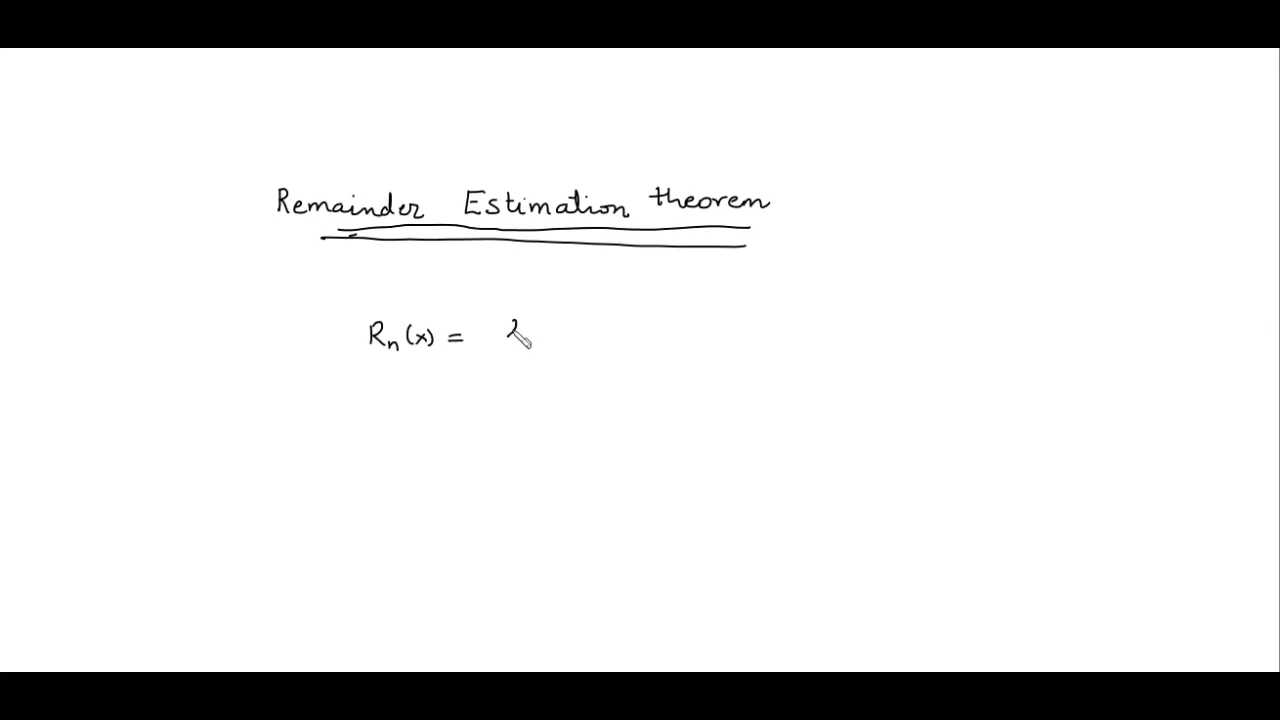 Remainder Estimation theorem
Rn(x) =